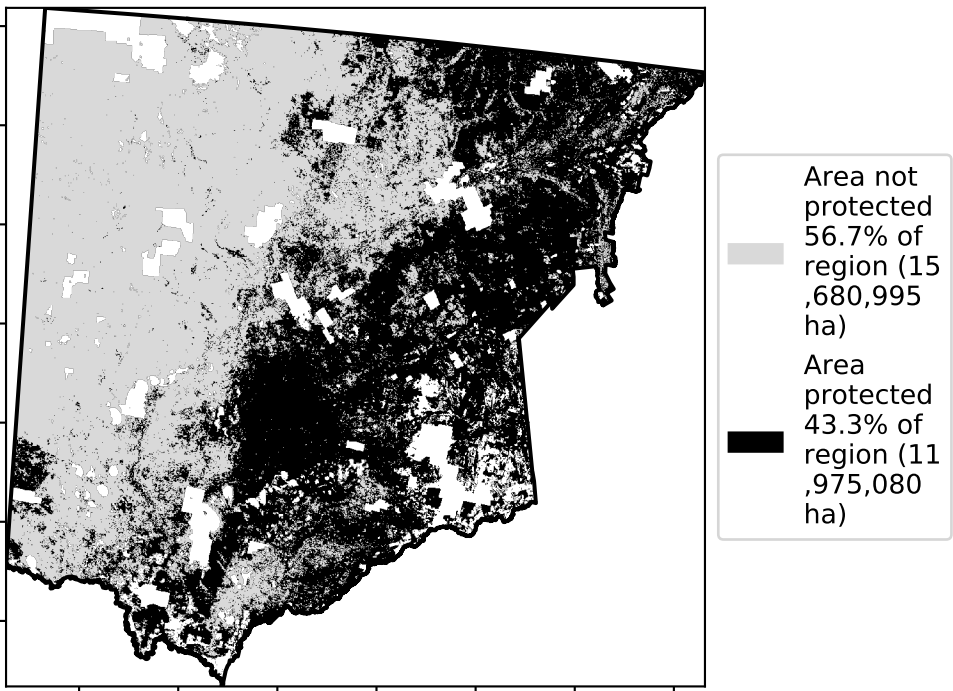 Area not
protected
56.7% of
region (15
,680,995
ha)
Area
protected
43.3% of
region (11
,975,080
ha)